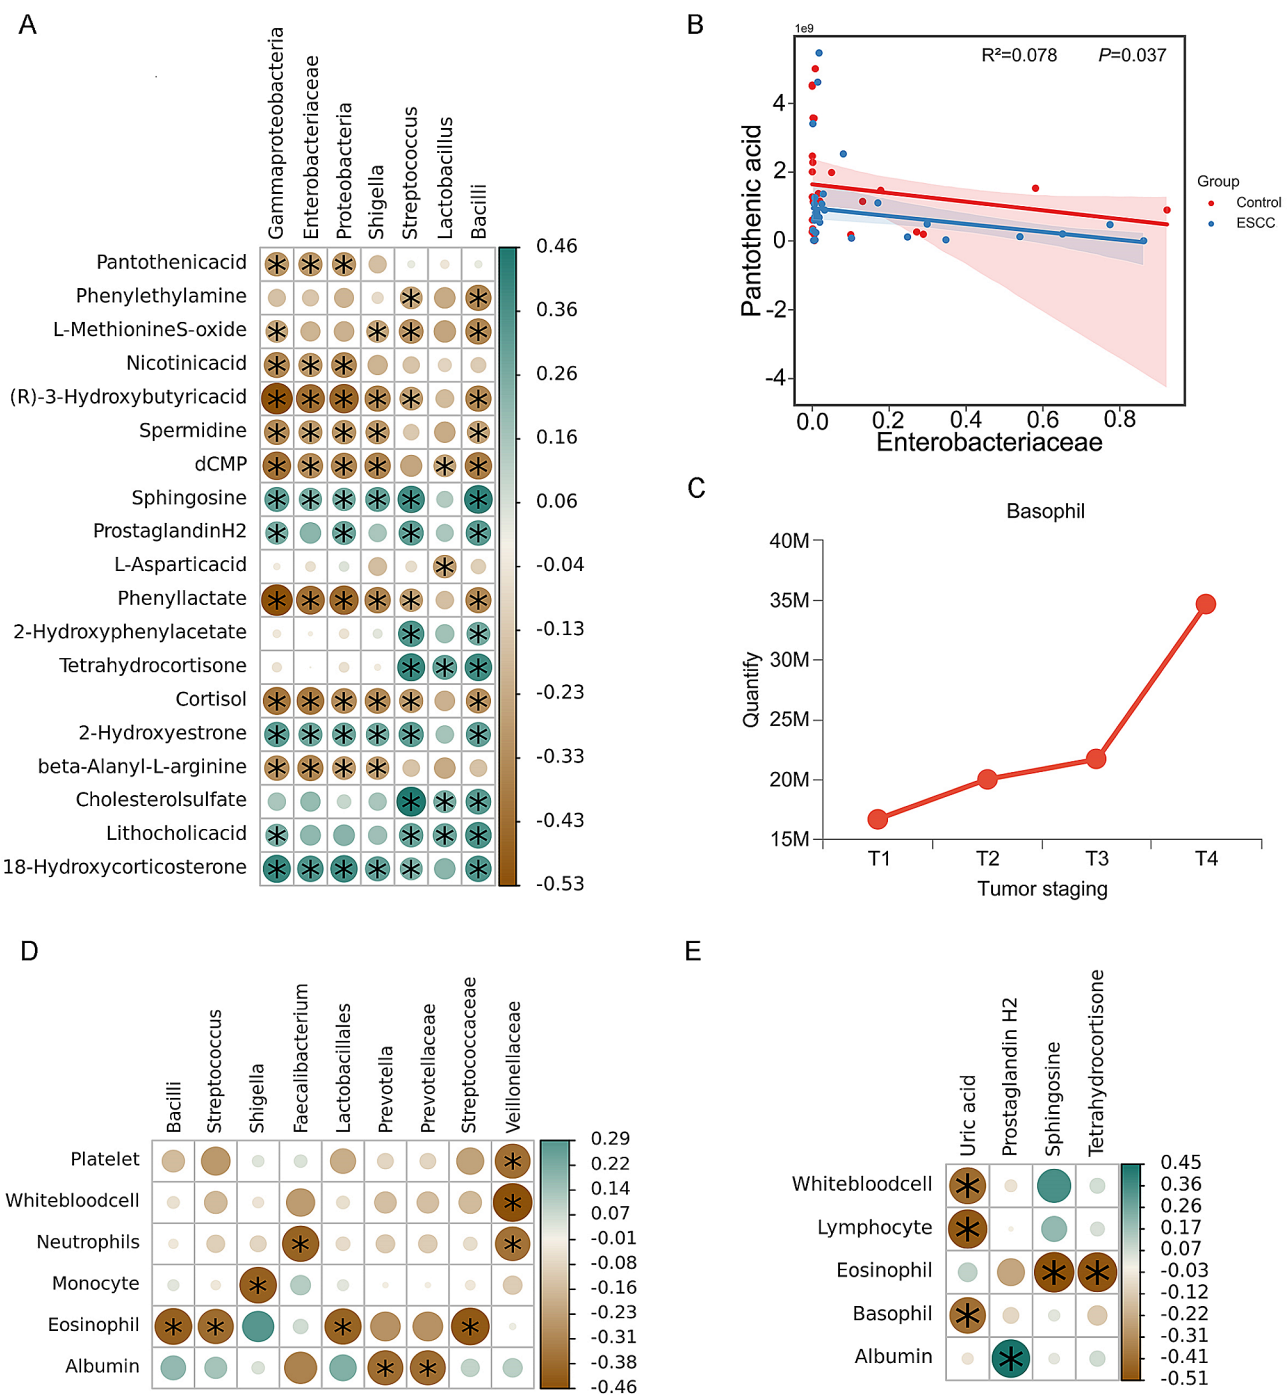 A
Gammaproteobacteria
Enterobacteriaceae
Proteobacteria
Shigella
Streptococcus
Lactobacillus
Bacilli
Pantothenicacid
Phenylethylamine
L-MethionineS-oxide
Nicotinicacid
(R)-3-Hydroxybutyricacid
Spermidine
dCMP
Sphingosine
ProstaglandinH2
L-Asparticacid
Phenyllactate
2-Hydroxyphenylacetate
Tetrahydrocortisone
Cortisol
2-Hydroxyestrone
beta-Alanyl-L-arginine
Cholesterolsulfate
Lithocholicacid
18-Hydroxycorticosterone
0.46
0.36
0.26
0.16
0.06
-0.04
-0.13
-0.23
-0.33
-0.43
-0.53
B
1e9
R²=0.078 P=0.037
Pantothenic acid
4
2
0
-2
-4
0.0 0.2 0.4 0.6 0.8
Enterobacteriaceae
Group
Control
ESCC
C
Basophil
Quantify
40M
35M
30M
25M
20M
15M
T1 T2 T3 T4
Tumor staging
D
Bacilli
Streptococcus
Shigella
Faecalibacterium
Lactobacillales
Prevotella
Prevotellaceae
Streptoccaceae
Veillonellaceae
Platelet
Whitebloodcell
Neutrophils
Monocyte
Eosinophil
Albumin
0.29
0.22
0.14
0.07
-0.01
-0.08
-0.16
-0.23
-0.31
-0.38
-0.46
E
Uric acid
Prostaglandin H2
Sphingosine
Tetrahydrocortisone
Whitebloodcell
Lymphocyte
Eosinophil
Basophil
Albumin
0.45
0.36
0.26
0.17
0.07
-0.03
-0.12
-0.22
-0.31
-0.41
-0.51